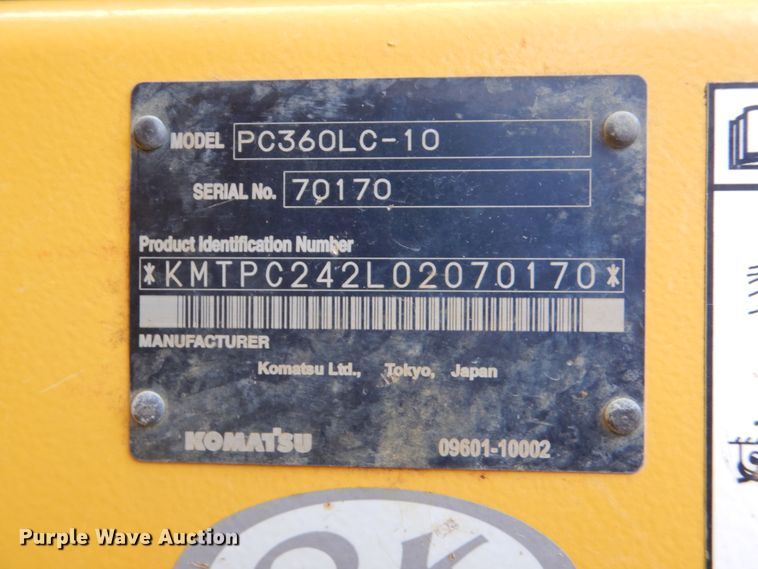 MODEL PC360LC-10
SERIAL No. 70170
Product Identification Number
*KMTPC242L02070170*
MANUFACTURER
Komatsu Ltd., Tokyo, Japan
KOMATSU 09601-10002
OK
Purple Wave Auction